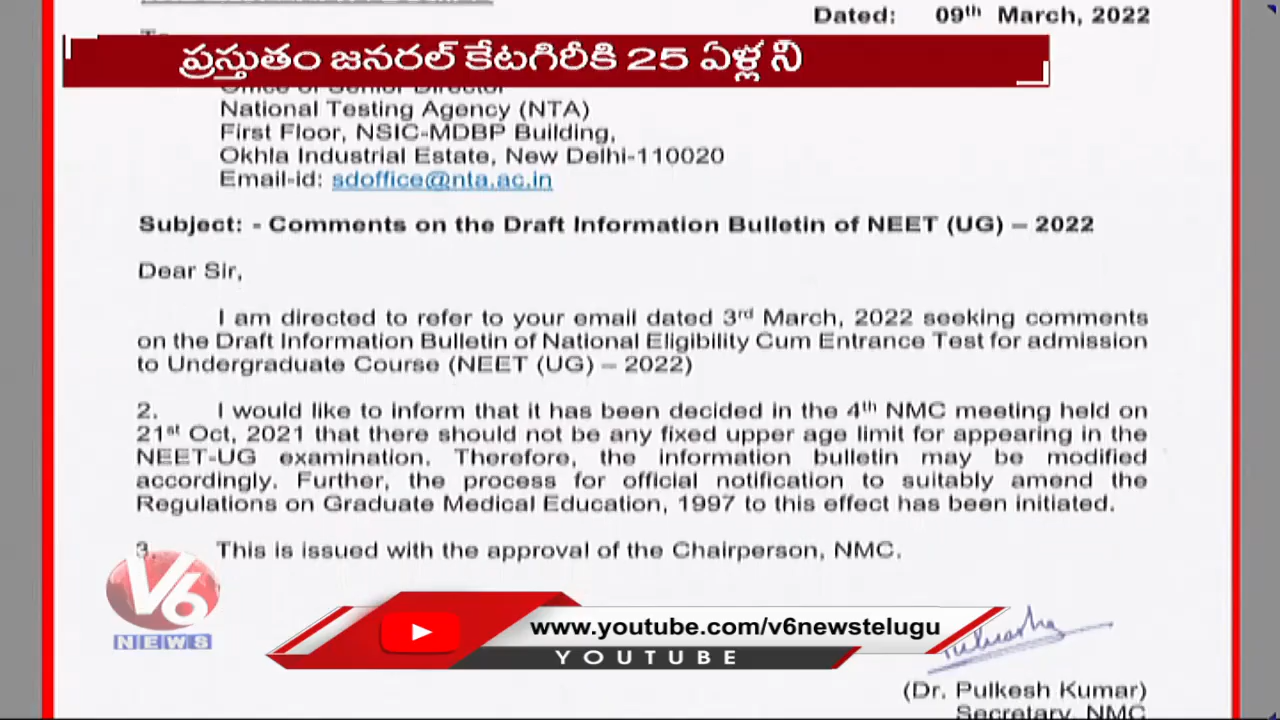 Dated: 09th March, 2022
ప్రస్తుతం జనరల్ కేటగిరీకి 25 ఏళ్ల ని
Office of Senior Director
National Testing Agency (NTA)
First Floor, NSIC-MDBP Building,
Okhla Industrial Estate, New Delhi-110020
Email-id: sdoffice@nta.ac.in
Subject: - Comments on the Draft Information Bulletin of NEET (UG) – 2022
Dear Sir,
I am directed to refer to your email dated 3rd March, 2022 seeking comments
on the Draft Information Bulletin of National Eligibility Cum Entrance Test for admission
to Undergraduate Course (NEET (UG) – 2022)
2. I would like to inform that it has been decided in the 4th NMC meeting held on
21st Oct, 2021 that there should not be any fixed upper age limit for appearing in the
NEET-UG examination. Therefore, the information bulletin may be modified
accordingly. Further, the process for official notification to suitably amend the
Regulations on Graduate Medical Education, 1997 to this effect has been initiated.
3. This is issued with the approval of the Chairperson, NMC.
V6
NEWS
www.youtube.com/v6newstelugu
YOUTUBE
(Dr. Pulkesh Kumar)
Secretary, NMC